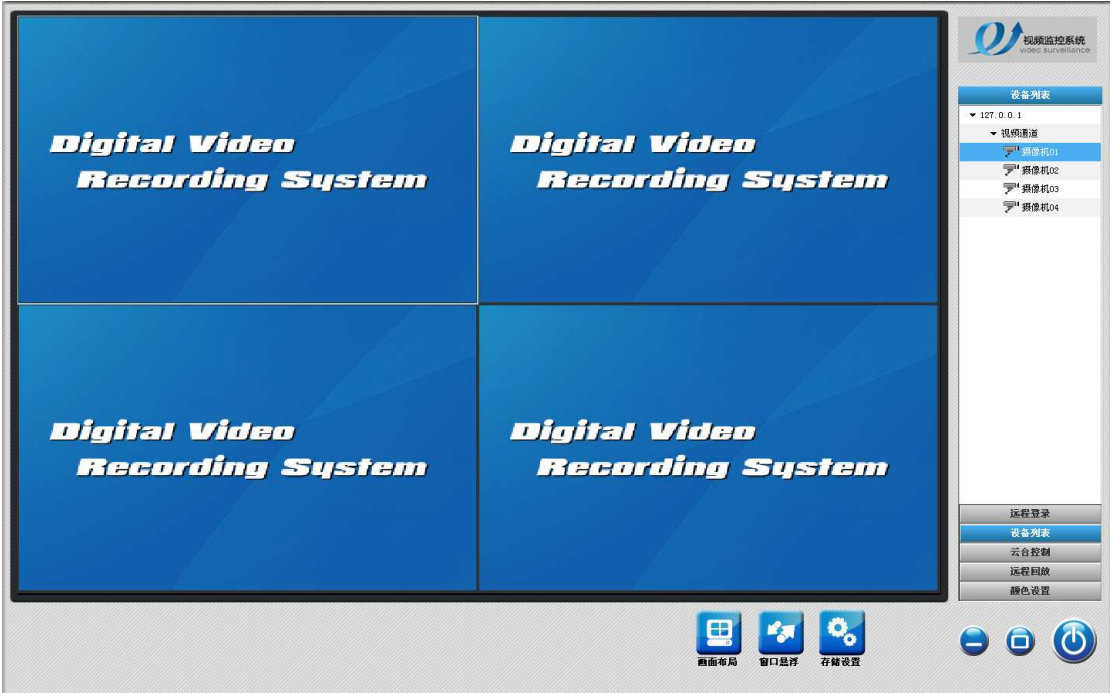 Digital Video
Recording System
Digital Video
Recording System
Digital Video
Recording System
Digital Video
Recording System
视频监控系统
video surveillance
设备列表
127.0.0.1
视频通道
摄像机01
摄像机02
摄像机03
摄像机04
远程登录
设备列表
云台控制
远程回放
颜色设置
画面布局
窗口悬浮
存储设置